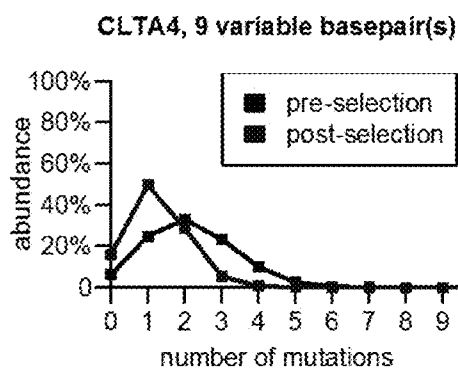 CLTA4, 9 variable basepair(s)
100%
80%
60%
40%
20%
0
abundance
pre-selection
post-selection
0 1 2 3 4 5 6 7 8 9
number of mutations